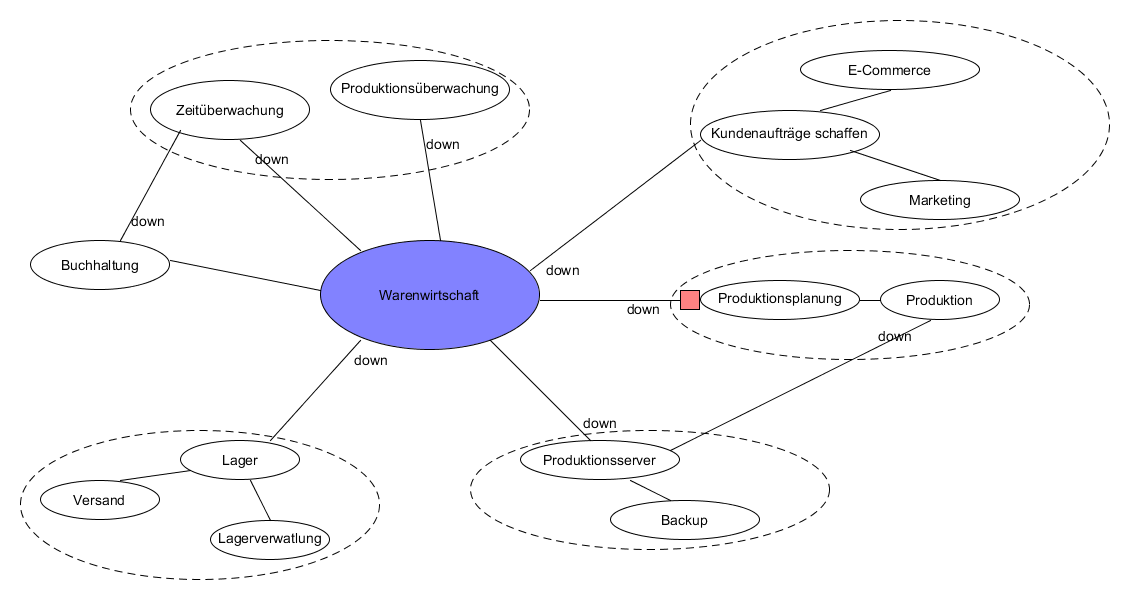 E-Commerce
Produktionsüberwachung
Zeitüberwachung
Kundenaufträge schaffen
down
down
Marketing
down
Buchhaltung
down
Warenwirtschaft
Produktionsplanung
Produktion
down
down
down
down
Lager
Produktionsserver
Versand
Backup
Lagerverwatlung